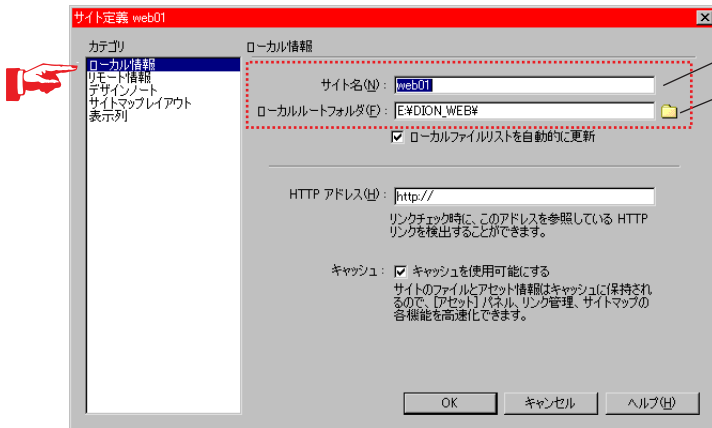 サイト定義 web01
カテゴリ
ローカル情報
リモート情報
デザインノート
サイトマップレイアウト
表示列
ローカル情報
サイト名(N): web01
ローカルルートフォルダ(F): E:¥DION_WEB¥
ローカルファイルリストを自動的に更新
HTTP アドレス(H): http://
リンクチェック時に、このアドレスを参照している HTTP
リンクを検出することができます。
キャッシュ: キャッシュを使用可能にする
サイトのファイルとアセット情報はキャッシュに保持され
るので、[アセット] パネル、リンク管理、サイトマップの
各機能を高速化できます。
OK キャンセル ヘルプ(H)